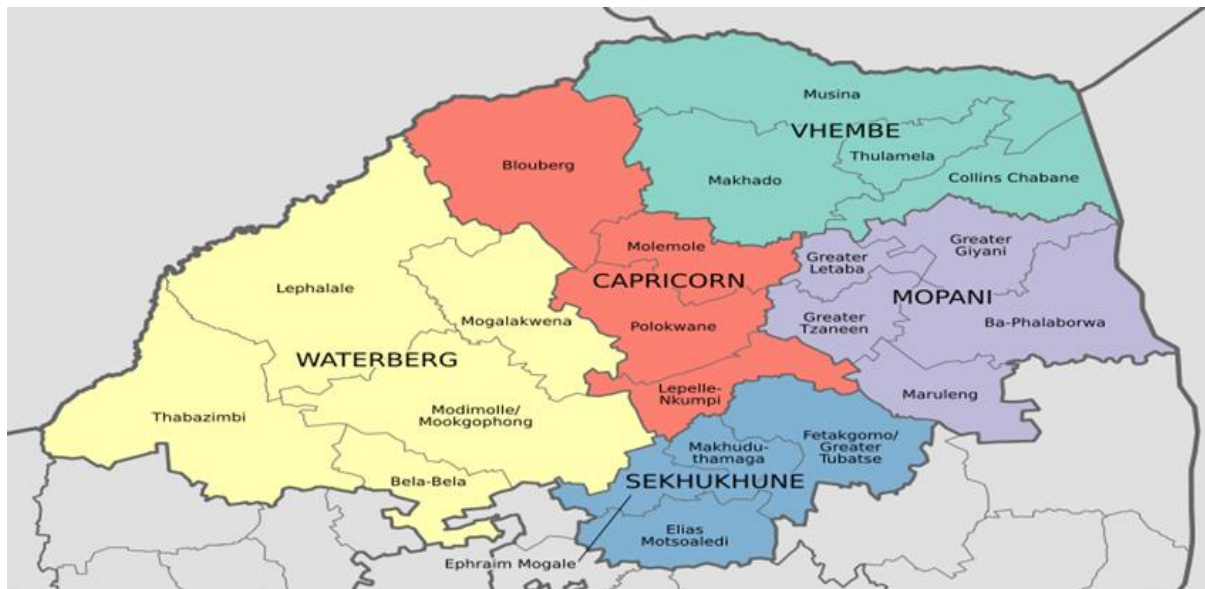 Musina
VHEMBE
Thulamela
Blouberg
Makhado
Collins Chabane
Molemole
Greater
Letaba
Greater
Giyani
CAPRICORN
Lephalale
MOPANI
Mogalakwena
Polokwane
Greater
Tzaneen
Ba-Phalaborwa
WATERBERG
Lepelle-
Nkumpi
Maruleng
Thabazimbi
Modimolle/
Mookgophong
Makhudu-
thamaga
Fetakgomo/
Greater
Tubatse
Bela-Bela
SEKHUKHUNE
Elias
Motsoaledi
Ephraim Mogale